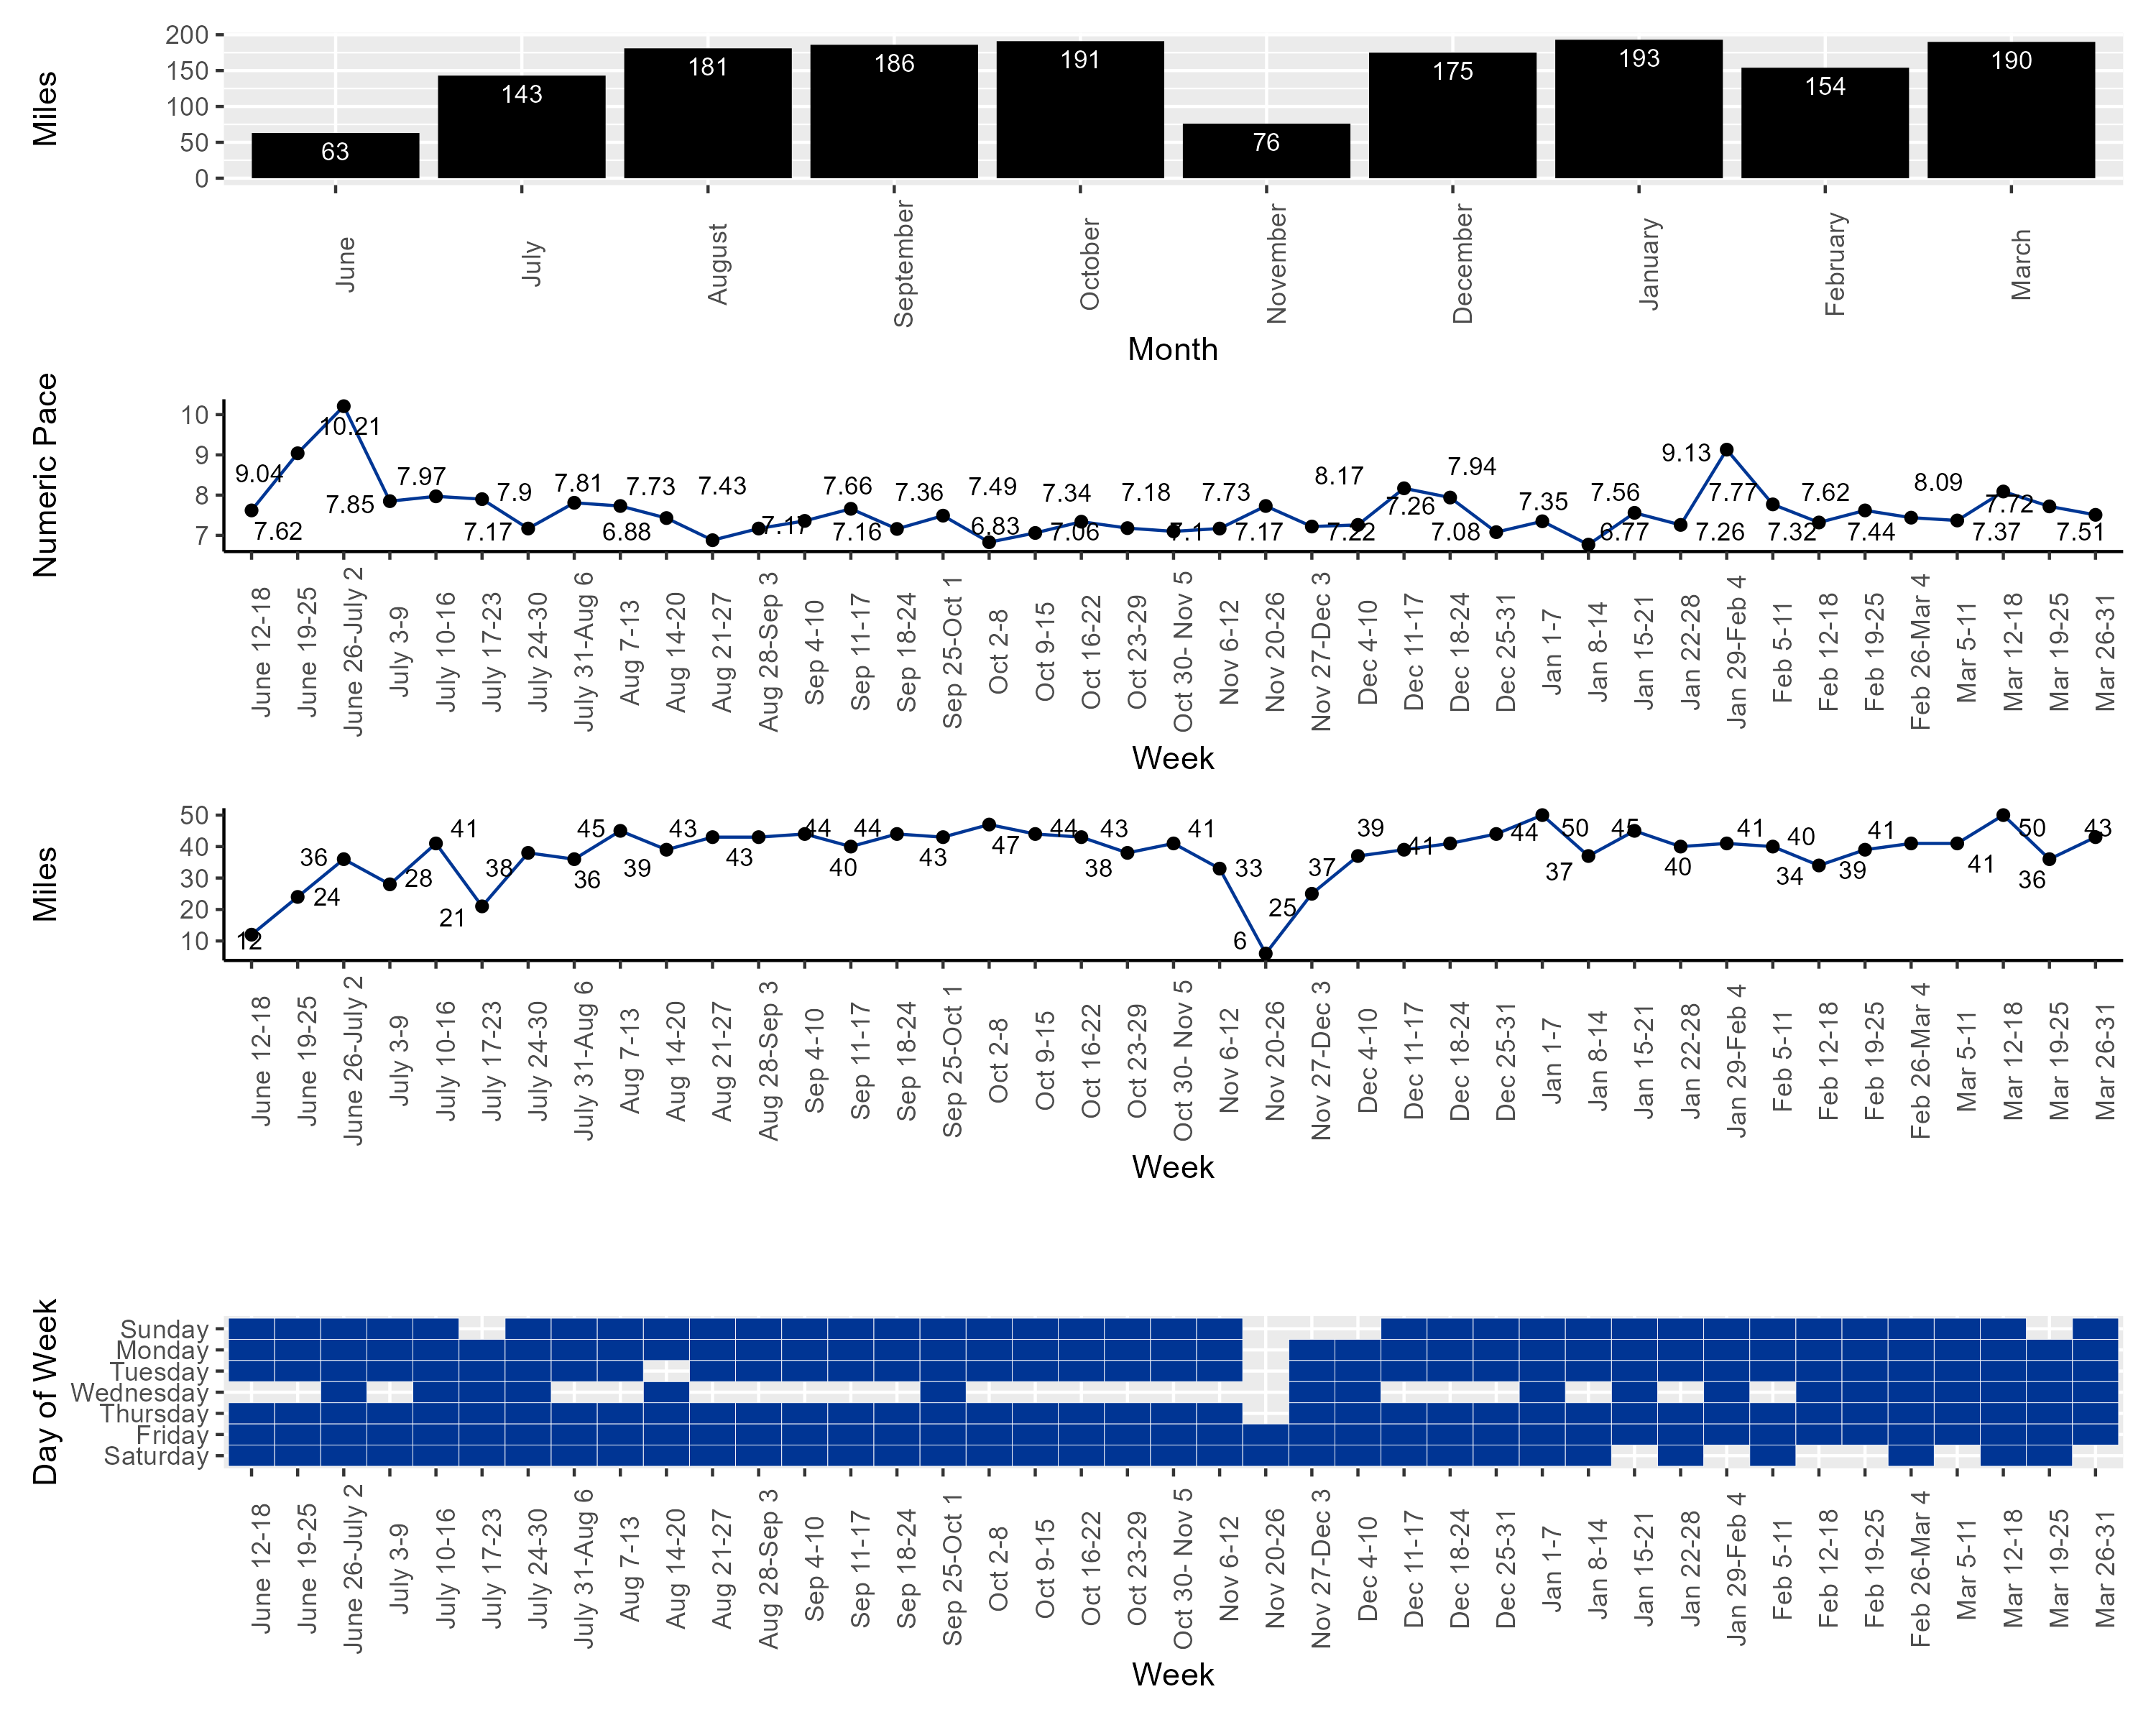 Miles
200
150
100
50
0
63
143
181
186
191
76
175
193
154
190
June
July
August
September
October
November
December
January
February
March
Month
Numeric Pace
10
9
8
7
7.62
9.04
10.21
7.85
7.97
7.9
7.17
7.81
7.73
6.88
7.43
7.17
7.66
7.16
7.36
7.49
6.83
7.34
7.06
7.18
7.1
7.73
7.17
8.17
7.22
7.26
7.94
7.08
7.35
7.56
6.77
9.13
7.26
7.77
7.32
7.62
7.44
8.09
7.37
7.72
7.51
June 12-18
June 19-25
June 26-July 2
July 3-9
July 10-16
July 17-23
July 24-30
July 31-Aug 6
Aug 7-13
Aug 14-20
Aug 21-27
Aug 28-Sep 3
Sep 4-10
Sep 11-17
Sep 18-24
Sep 25-Oct 1
Oct 2-8
Oct 9-15
Oct 16-22
Oct 23-29
Oct 30- Nov 5
Nov 6-12
Nov 20-26
Nov 27-Dec 3
Dec 4-10
Dec 11-17
Dec 18-24
Dec 25-31
Jan 1-7
Jan 8-14
Jan 15-21
Jan 22-28
Jan 29-Feb 4
Feb 5-11
Feb 12-18
Feb 19-25
Feb 26-Mar 4
Mar 5-11
Mar 12-18
Mar 19-25
Mar 26-31
Week
Miles
50
40
30
20
10
12
24
36
28
41
21
38
36
45
39
43
43
44
40
44
43
47
44
43
38
41
33
6
25
37
39
41
44
50
37
45
40
41
40
34
39
41
41
50
36
43
June 12-18
June 19-25
June 26-July 2
July 3-9
July 10-16
July 17-23
July 24-30
July 31-Aug 6
Aug 7-13
Aug 14-20
Aug 21-27
Aug 28-Sep 3
Sep 4-10
Sep 11-17
Sep 18-24
Sep 25-Oct 1
Oct 2-8
Oct 9-15
Oct 16-22
Oct 23-29
Oct 30- Nov 5
Nov 6-12
Nov 20-26
Nov 27-Dec 3
Dec 4-10
Dec 11-17
Dec 18-24
Dec 25-31
Jan 1-7
Jan 8-14
Jan 15-21
Jan 22-28
Jan 29-Feb 4
Feb 5-11
Feb 12-18
Feb 19-25
Feb 26-Mar 4
Mar 5-11
Mar 12-18
Mar 19-25
Mar 26-31
Week
Day of Week
Sunday
Monday
Tuesday
Wednesday
Thursday
Friday
Saturday
June 12-18
June 19-25
June 26-July 2
July 3-9
July 10-16
July 17-23
July 24-30
July 31-Aug 6
Aug 7-13
Aug 14-20
Aug 21-27
Aug 28-Sep 3
Sep 4-10
Sep 11-17
Sep 18-24
Sep 25-Oct 1
Oct 2-8
Oct 9-15
Oct 16-22
Oct 23-29
Oct 30- Nov 5
Nov 6-12
Nov 20-26
Nov 27-Dec 3
Dec 4-10
Dec 11-17
Dec 18-24
Dec 25-31
Jan 1-7
Jan 8-14
Jan 15-21
Jan 22-28
Jan 29-Feb 4
Feb 5-11
Feb 12-18
Feb 19-25
Feb 26-Mar 4
Mar 5-11
Mar 12-18
Mar 19-25
Mar 26-31
Week